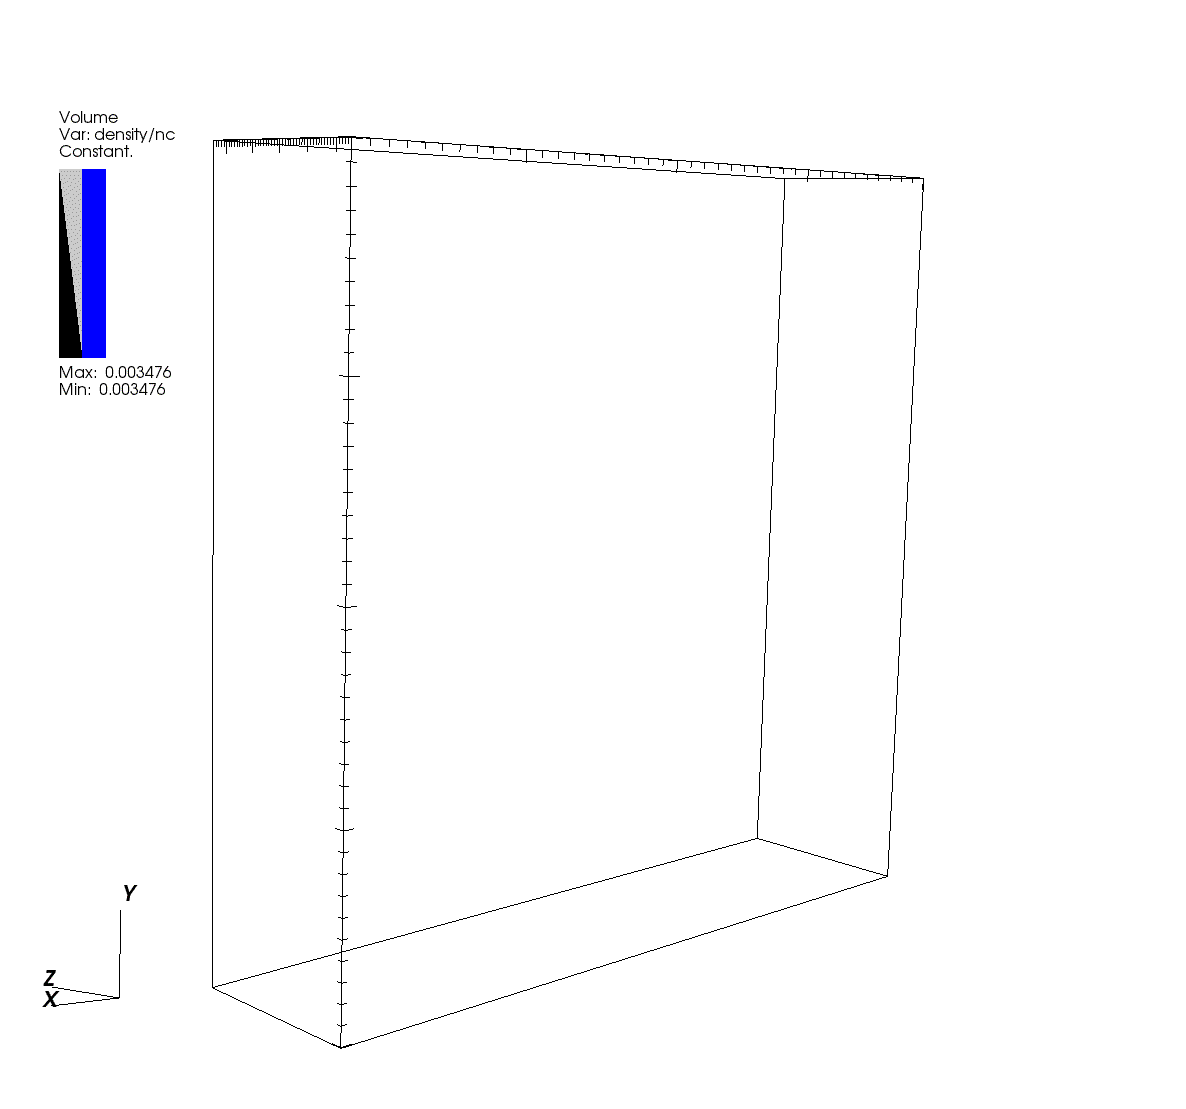 Volume
Var: density/nc
Constant.
Max: 0.003476
Min: 0.003476
Y
Z
X